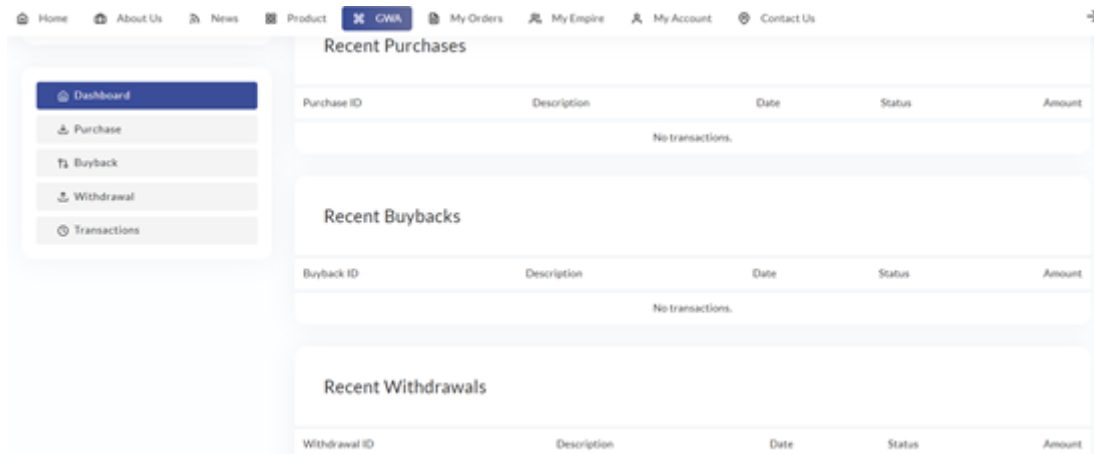 Home About Us News Product GWA My Orders My Empire My Account Contact Us
Dashboard
Purchase
Buyback
Withdrawal
Transactions
Recent Purchases
Purchase ID Description Date Status Amount
No transactions.
Recent Buybacks
Buyback ID Description Date Status Amount
No transactions.
Recent Withdrawals
Withdrawal ID Description Date Status Amount